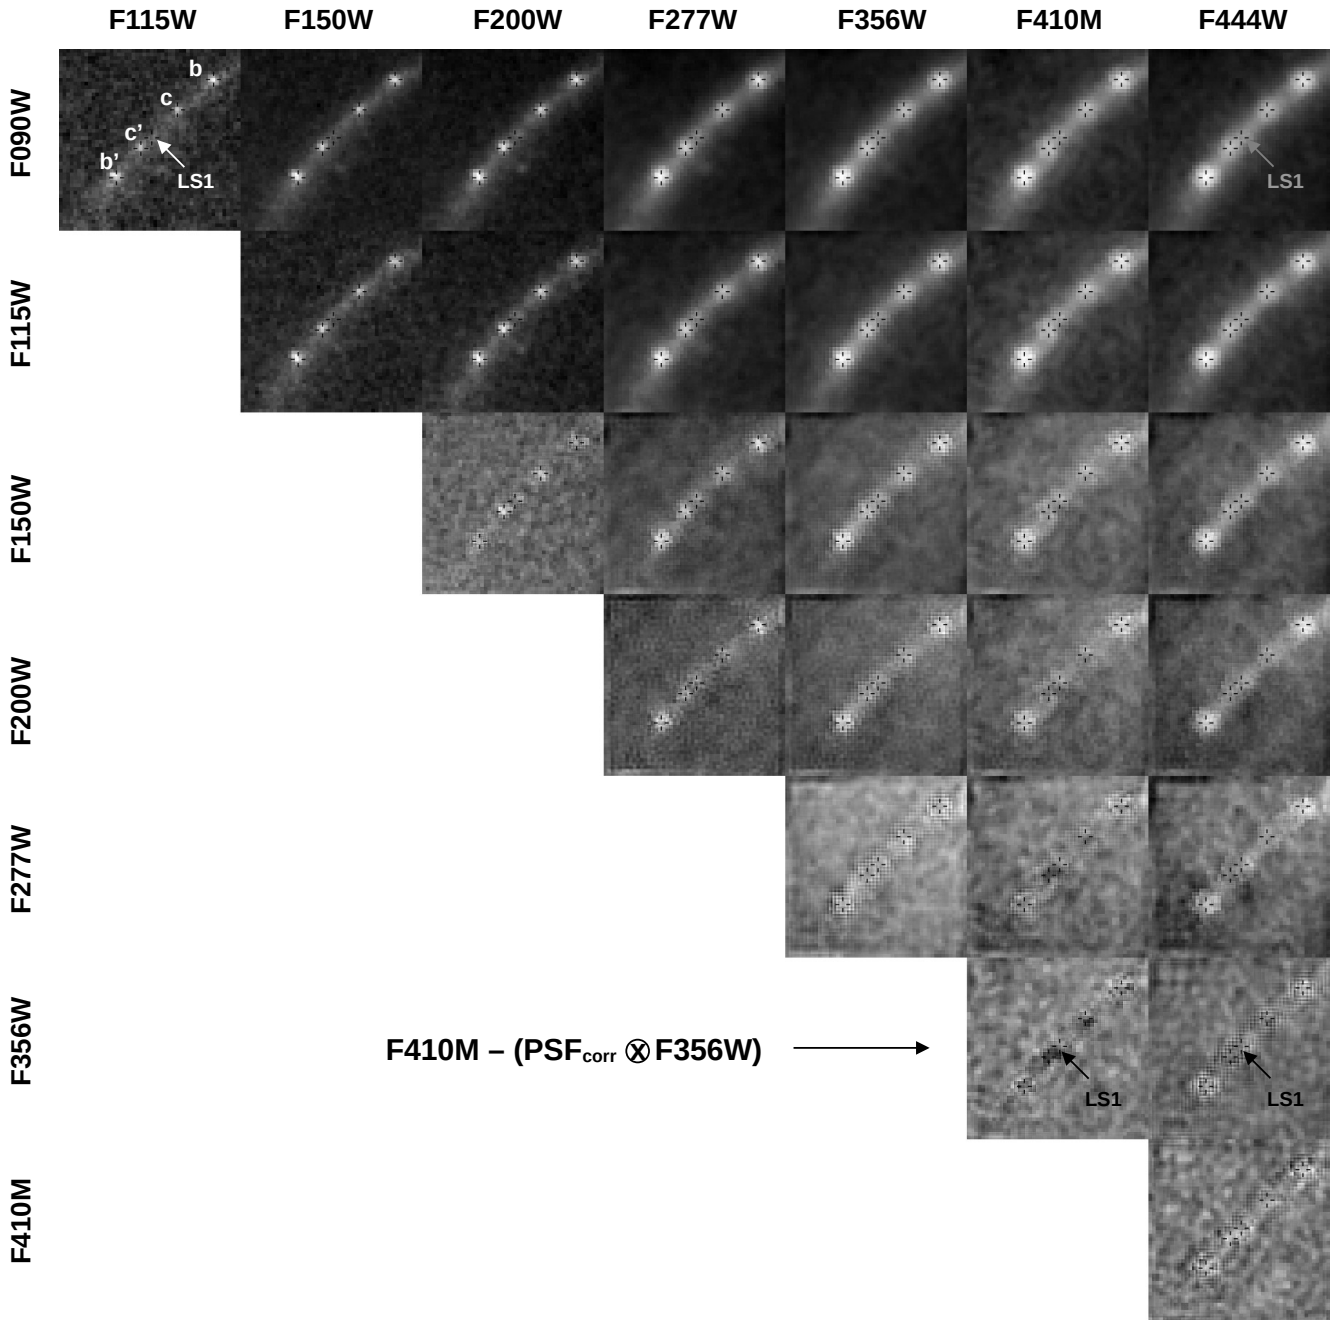 F115W F150W F200W F277W F356W F410M F444W
F090W
b
c
c’
b’
LS1
LS1
F115W
F150W
F200W
F277W
F356W
F410M – (PSFcorr ⊗ F356W)
LS1
LS1
F410M